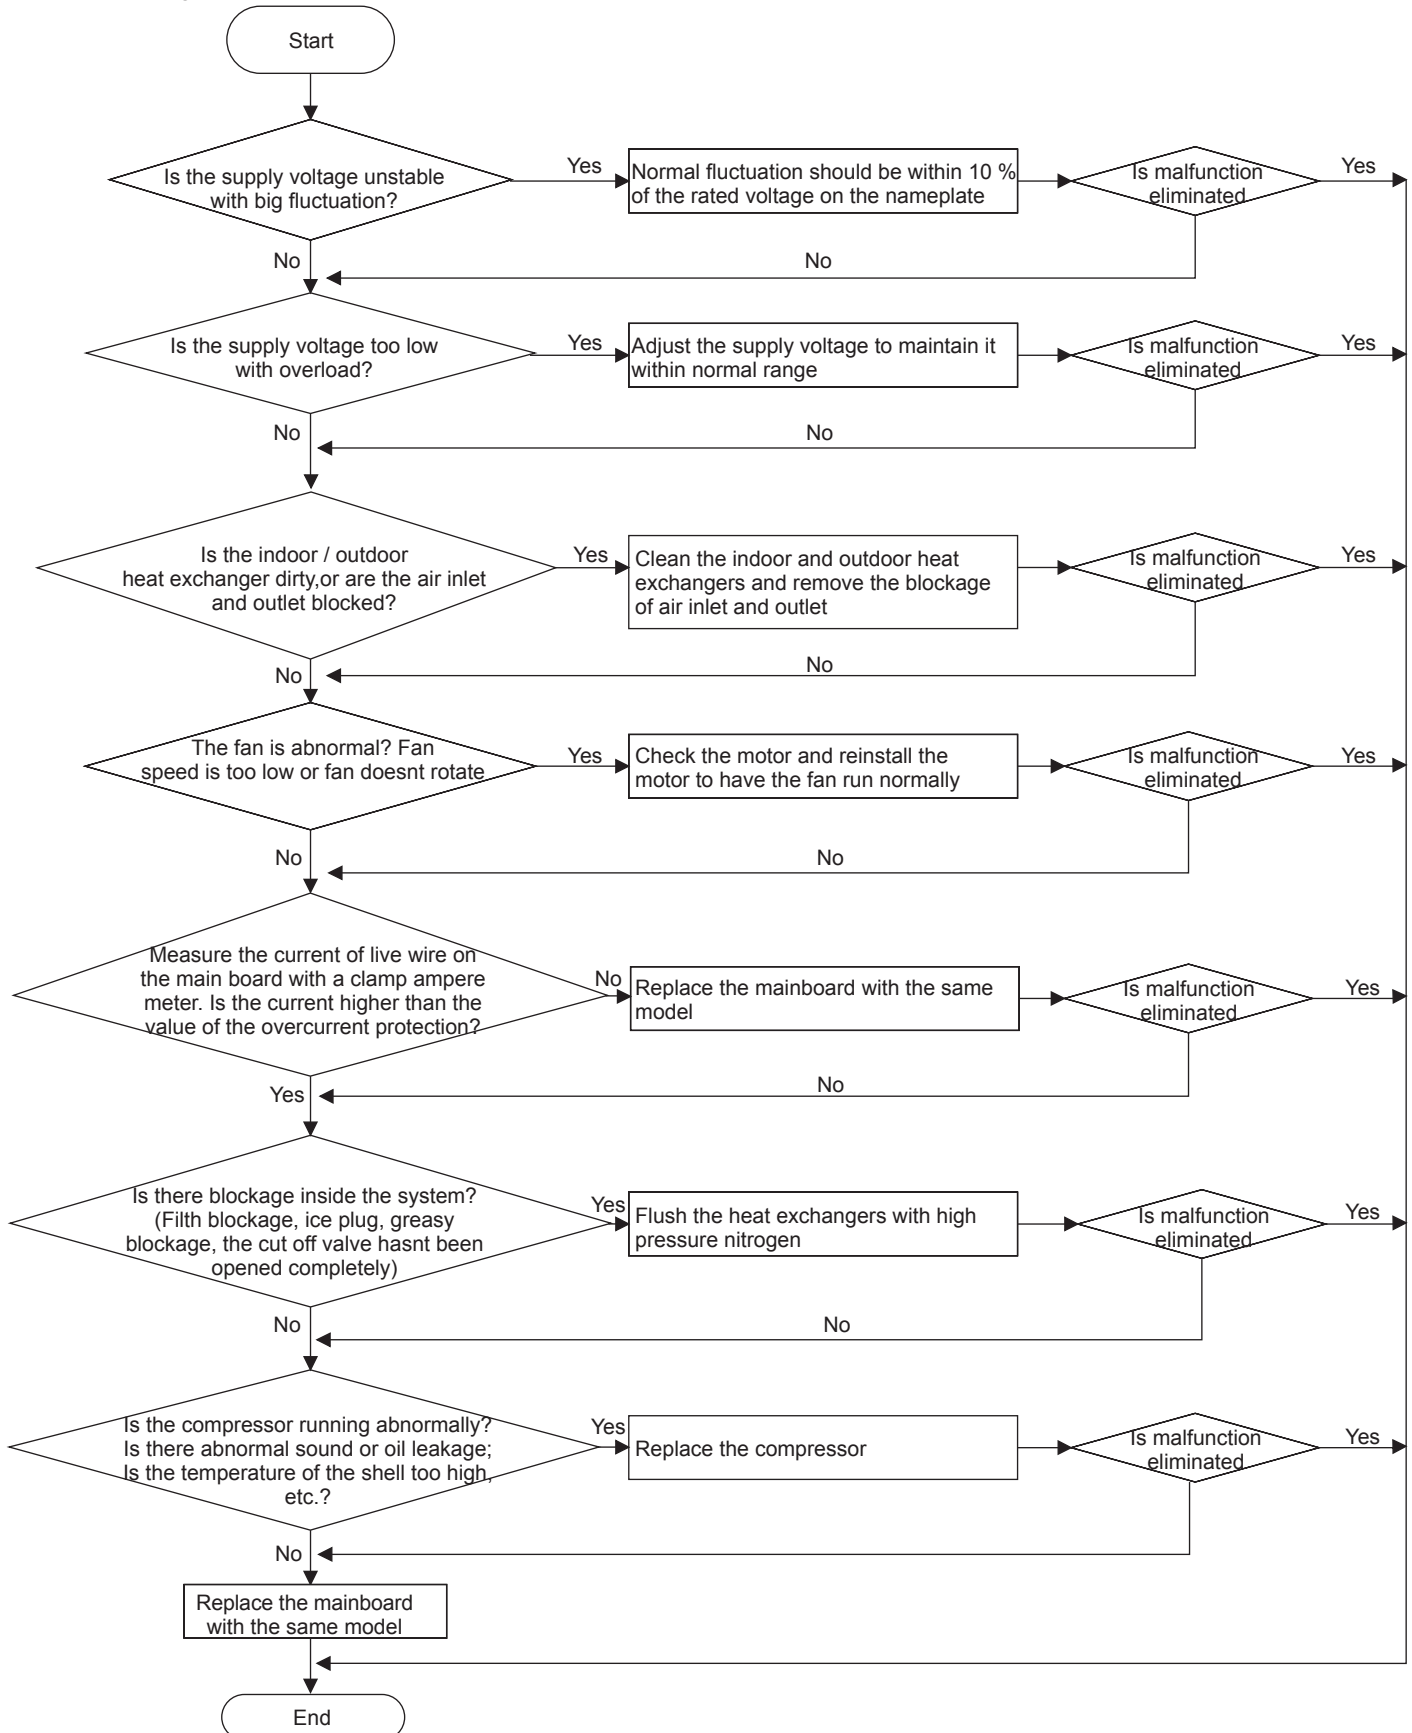 Start
Is the supply voltage unstable
with big fluctuation?
Yes
Normal fluctuation should be within 10 %
of the rated voltage on the nameplate
Is malfunction
eliminated
Yes
No
No
Is the supply voltage too low
with overload?
Yes
Adjust the supply voltage to maintain it
within normal range
Is malfunction
eliminated
Yes
No
No
Is the indoor / outdoor
heat exchanger dirty,or are the air inlet
and outlet blocked?
Yes
Clean the indoor and outdoor heat
exchangers and remove the blockage
of air inlet and outlet
Is malfunction
eliminated
Yes
No
No
The fan is abnormal? Fan
speed is too low or fan doesnt rotate
Yes
Check the motor and reinstall the
motor to have the fan run normally
Is malfunction
eliminated
Yes
No
No
Measure the current of live wire on
the main board with a clamp ampere
meter. Is the current higher than the
value of the overcurrent protection?
No
Replace the mainboard with the same
model
Is malfunction
eliminated
Yes
Yes
No
Is there blockage inside the system?
(Filth blockage, ice plug, greasy
blockage, the cut off valve hasnt been
opened completely)
Yes
Flush the heat exchangers with high
pressure nitrogen
Is malfunction
eliminated
Yes
No
No
Is the compressor running abnormally?
Is there abnormal sound or oil leakage;
Is the temperature of the shell too high,
etc.?
Yes
Replace the compressor
Is malfunction
eliminated
Yes
No
Replace the mainboard
with the same model
End